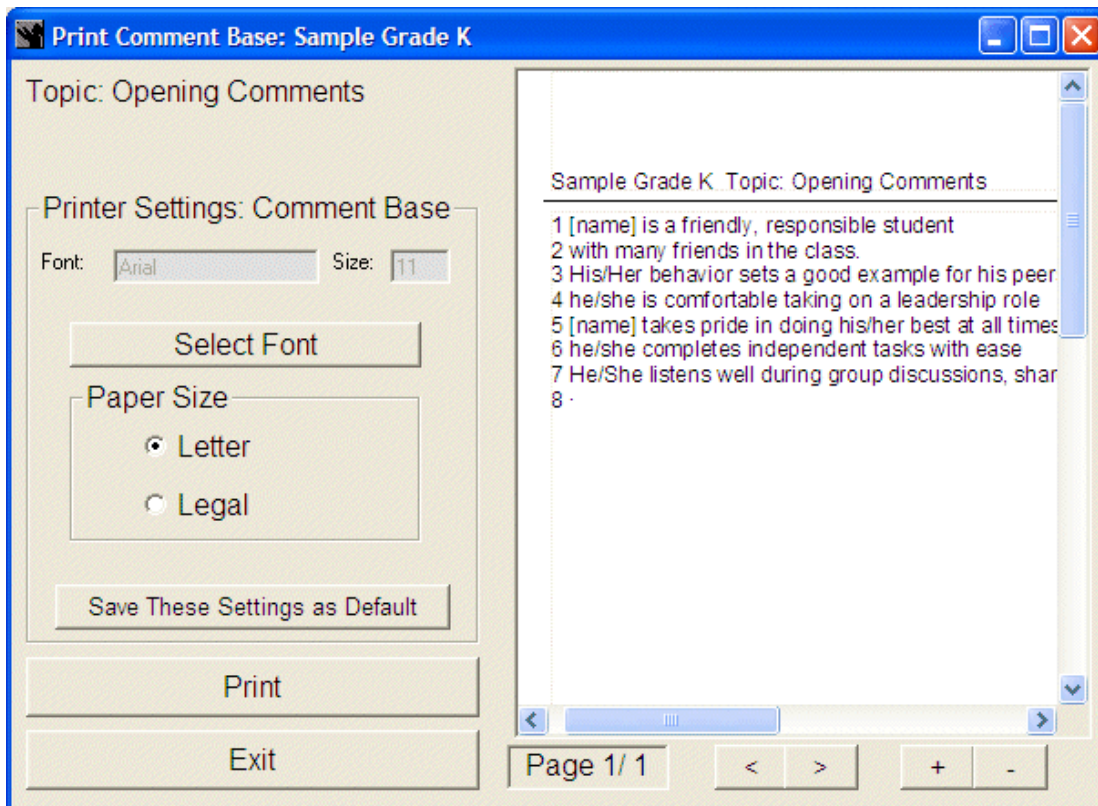 Print Comment Base: Sample Grade K
Topic: Opening Comments
Printer Settings: Comment Base
Font: Arial Size: 11
Select Font
Paper Size
Letter
Legal
Save These Settings as Default
Print
Exit
Sample Grade K  Topic: Opening Comments
1 [name] is a friendly, responsible student
2 with many friends in the class.
3 His/Her behavior sets a good example for his peer
4 he/she is comfortable taking on a leadership role
5 [name] takes pride in doing his/her best at all times
6 he/she completes independent tasks with ease
7 He/She listens well during group discussions, shar
8 ·
Page 1/ 1 < > + -